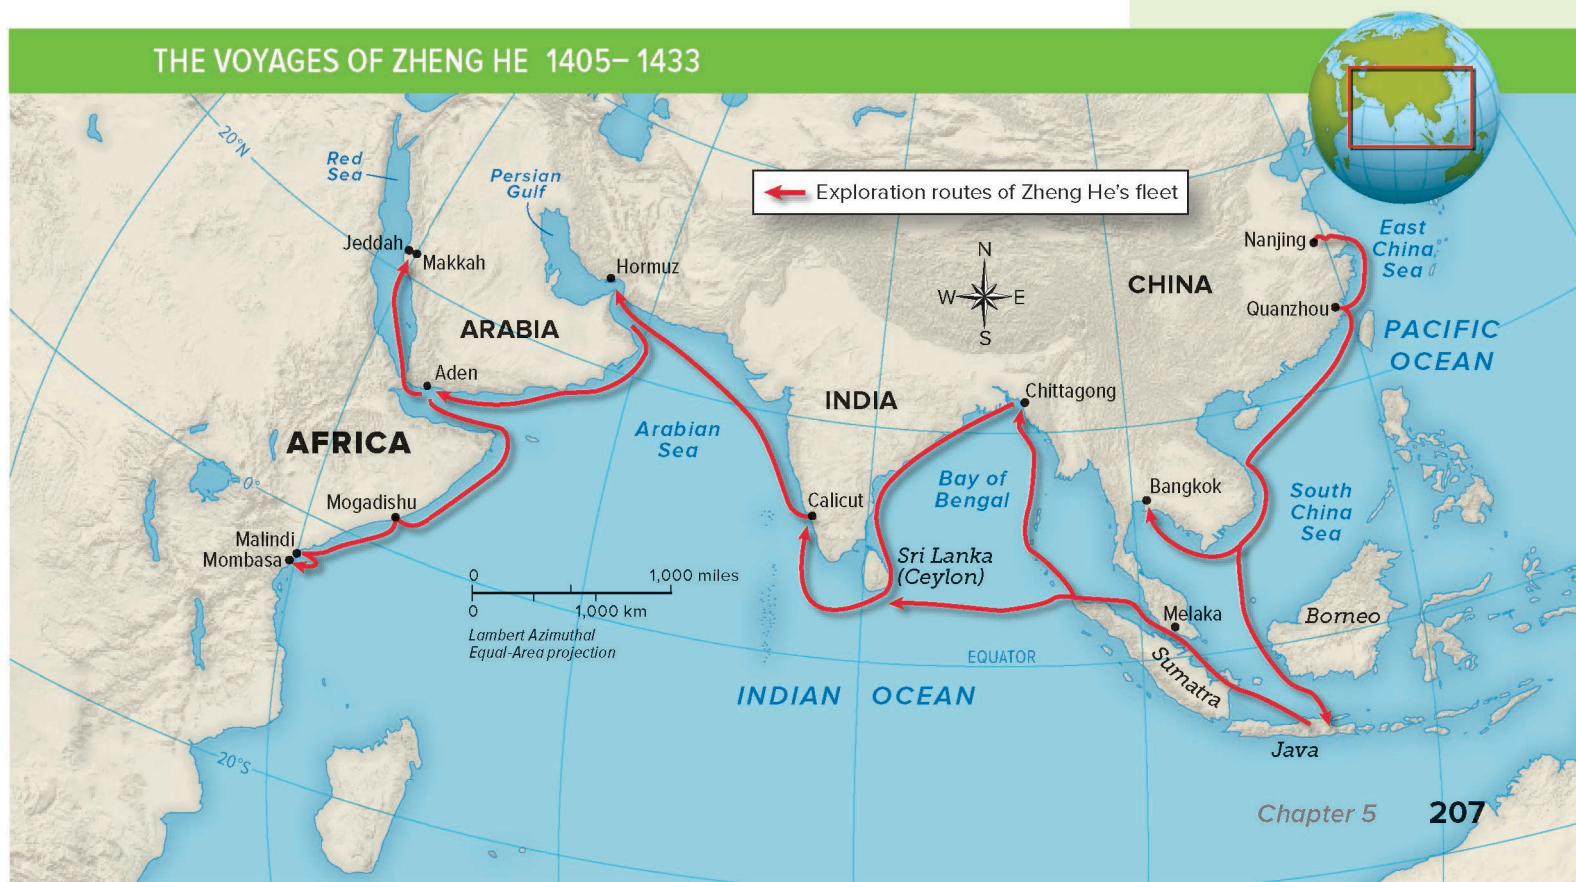 THE VOYAGES OF ZHENG HE 1405–1433
20°N
Red
Sea
Persian
Gulf
Exploration routes of Zheng He's fleet
East
China
Sea
Nanjing
Jeddah
Makkah
Hormuz
N
W
E
S
CHINA
Quanzhou
ARABIA
PACIFIC
OCEAN
Aden
INDIA
Chittagong
AFRICA
Arabian
Sea
Bay of
Bengal
Bangkok
South
China
Sea
0°
Mogadishu
Calicut
Malindi
Mombasa
Sri Lanka
(Ceylon)
0
1,000 miles
0
1,000 km
Lambert Azimuthal
Equal-Area projection
Melaka
Borneo
EQUATOR
Sumatra
INDIAN OCEAN
Java
20°S
Chapter 5 207